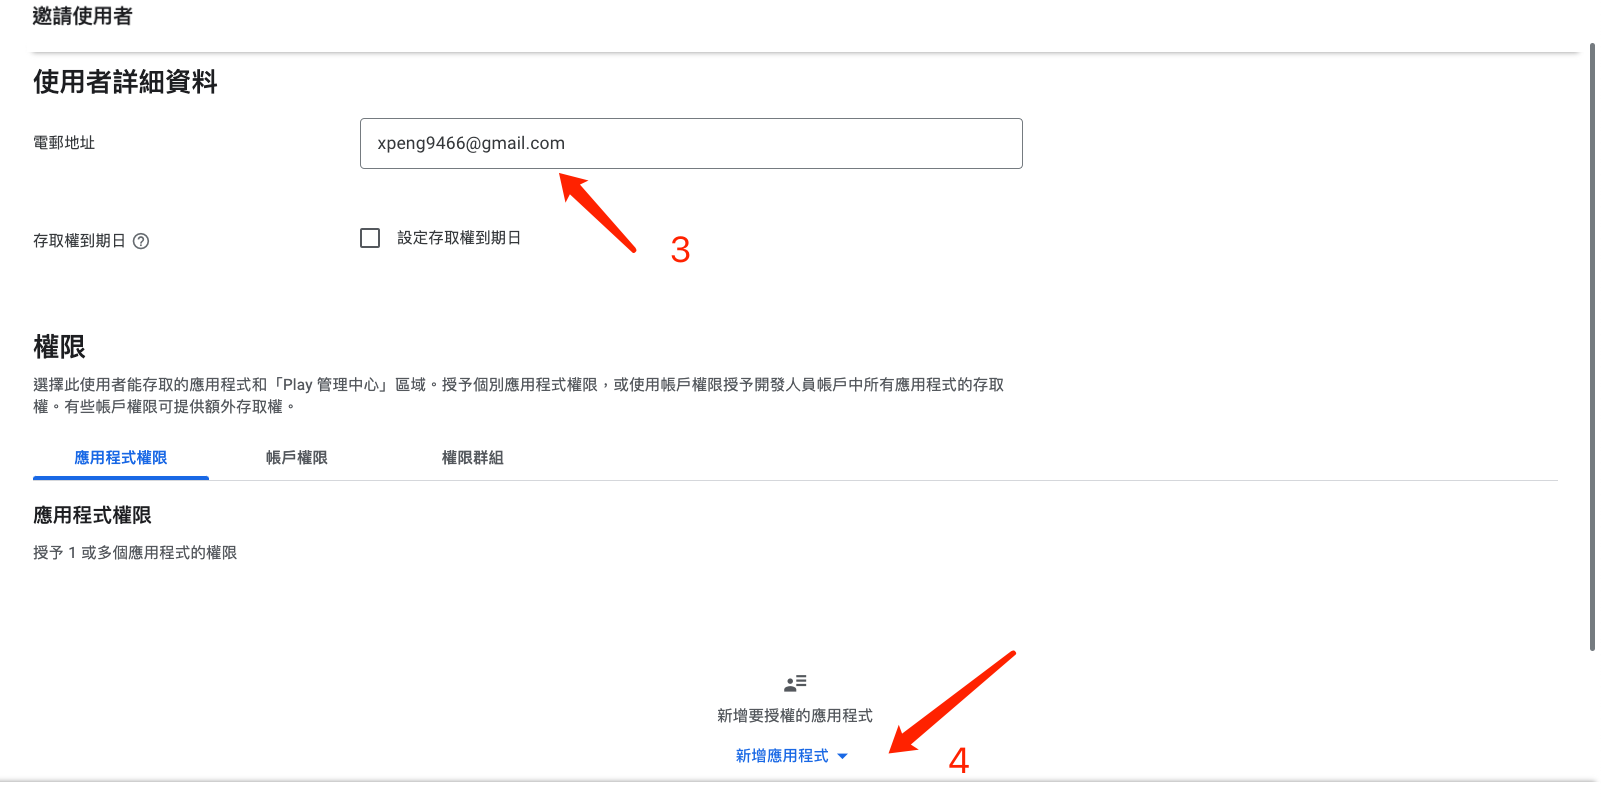 邀請使用者
使用者詳細資料
電郵地址
xpeng9466@gmail.com
存取權到期日
設定存取權到期日
3
權限
選擇此使用者能存取的應用程式和「Play 管理中心」區域。授予個別應用程式權限，或使用帳戶權限授予開發人員帳戶中所有應用程式的存取
權。有些帳戶權限可提供額外存取權。
應用程式權限 帳戶權限 權限群組
應用程式權限
授予 1 或多個應用程式的權限
新增要授權的應用程式
新增應用程式
4